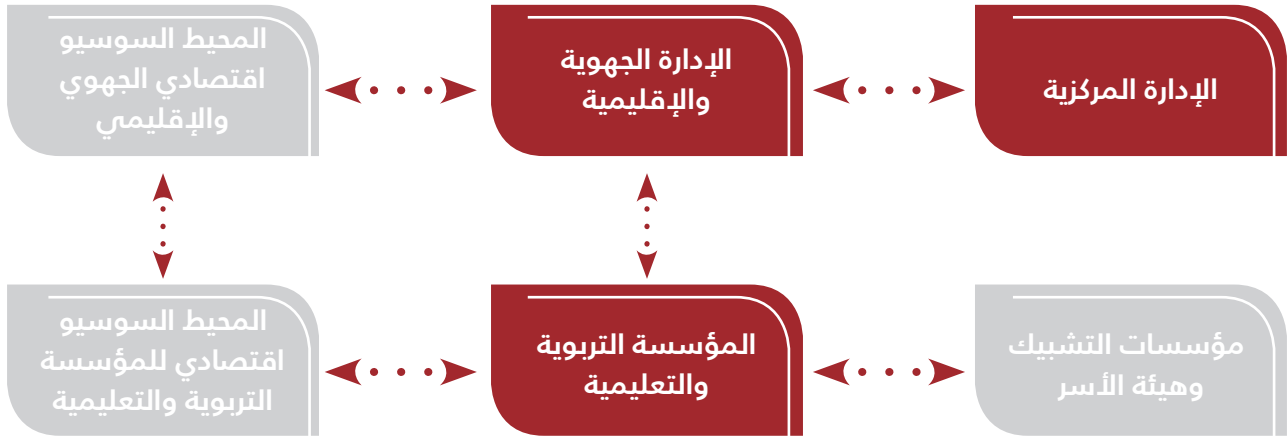 الإدارة المركزية
الإدارة الجهوية
والإقليمية
المحيط السوسيو
اقتصادي الجهوي
والإقليمي
مؤسسات التشبيك
وهيئة الأسر
المؤسسة التربوية
والتعليمية
المحيط السوسيو
اقتصادي للمؤسسة
التربوية والتعليمية